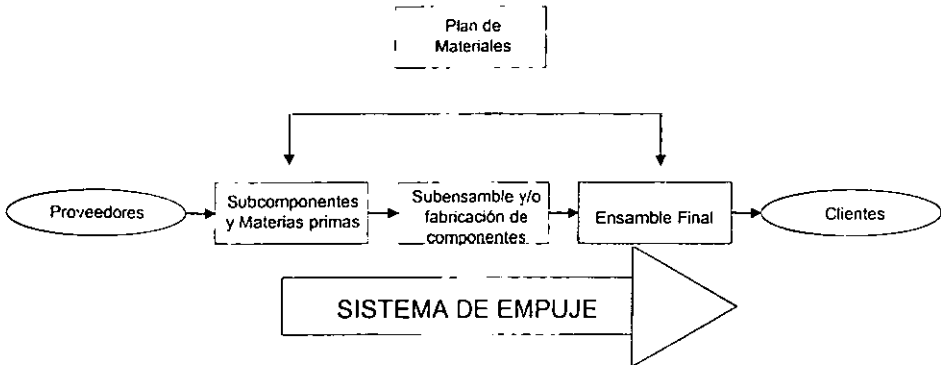 Plan de
Materiales
Proveedores
Subcomponentes
y Materias primas
Subensamble y/o
fabricación de
componentes
Ensamble Final
Clientes
SISTEMA DE EMPUJE